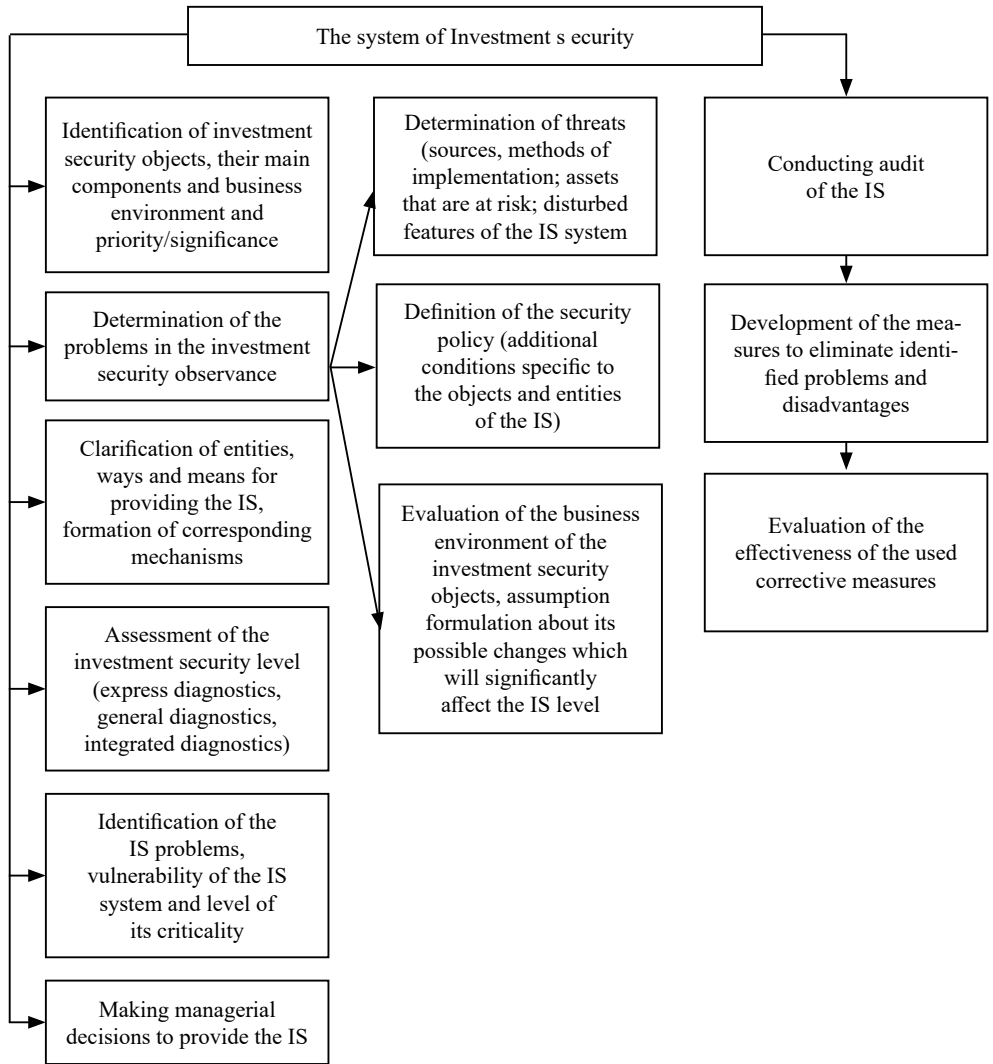 The system of Investment s ecurity
Identification of investment
security objects, their main
components and business
environment and
priority/significance
Determination of the
problems in the investment
security observance
Clarification of entities,
ways and means for
providing the IS,
formation of corresponding
mechanisms
Assessment of the
investment security level
(express diagnostics,
general diagnostics,
integrated diagnostics)
Identification of the
IS problems,
vulnerability of the IS
system and level of
its criticality
Making managerial
decisions to provide the IS
Determination of threats
(sources, methods of
implementation; assets
that are at risk; disturbed
features of the IS system
Definition of the security
policy (additional
conditions specific to
the objects and entities
of the IS)
Evaluation of the business
environment of the
investment security
objects, assumption
formulation about its
possible changes which
will significantly
affect the IS level
Conducting audit
of the IS
Development of the mea-
sures to eliminate identi-
fied problems and
disadvantages
Evaluation of the
effectiveness of the used
corrective measures